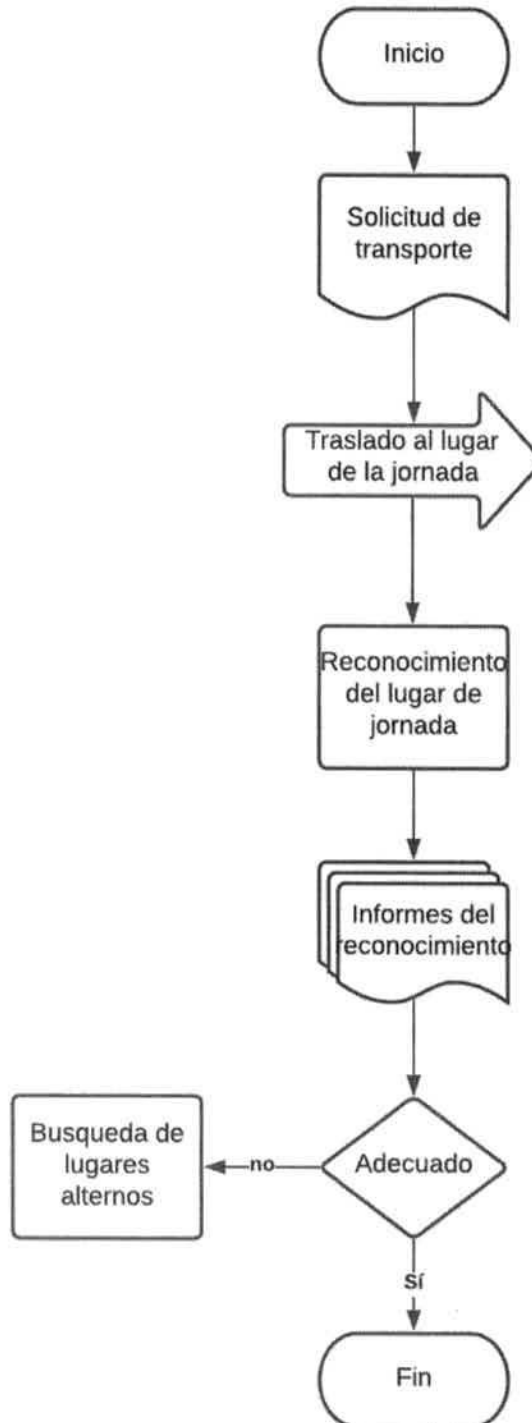 Inicio
Solicitud de
transporte
Traslado al lugar
de la jornada
Reconocimiento
del lugar de
jornada
Informes del
reconocimiento
Adecuado
no
Busqueda de
lugares
alternos
Sí
Fin